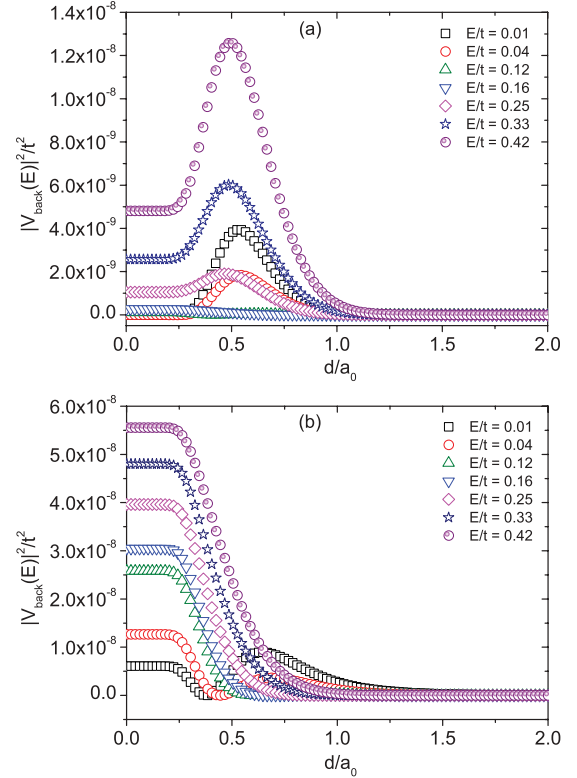 (a)
1.4x10⁻⁸
1.2x10⁻⁸
1.0x10⁻⁸
8.0x10⁻⁹
6.0x10⁻⁹
4.0x10⁻⁹
2.0x10⁻⁹
0.0
|V_back(E)|²/t²
E/t = 0.01
E/t = 0.04
E/t = 0.12
E/t = 0.16
E/t = 0.25
E/t = 0.33
E/t = 0.42
0.0 0.5 1.0 1.5 2.0
d/a₀
(b)
6.0x10⁻⁸
5.0x10⁻⁸
4.0x10⁻⁸
3.0x10⁻⁸
2.0x10⁻⁸
1.0x10⁻⁸
0.0
|V_back(E)|²/t²
E/t = 0.01
E/t = 0.04
E/t = 0.12
E/t = 0.16
E/t = 0.25
E/t = 0.33
E/t = 0.42
0.0 0.5 1.0 1.5 2.0
d/a₀